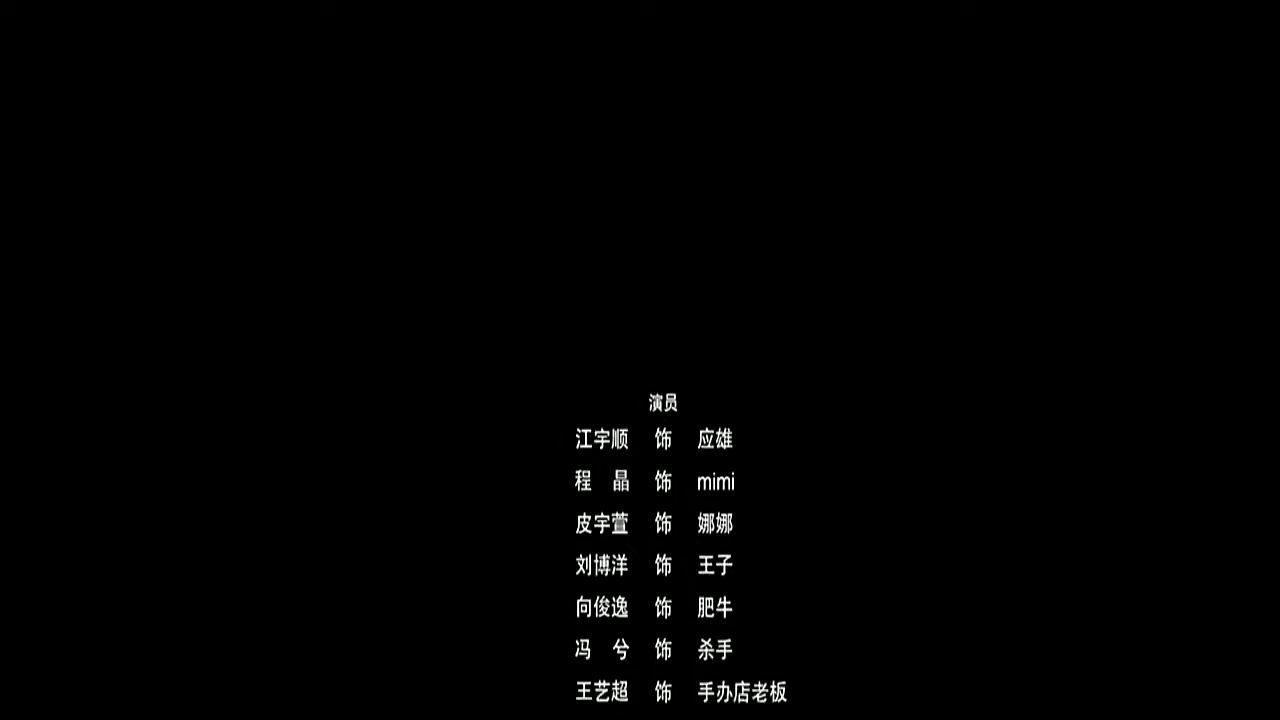 演员
江宇顺 饰 应雄
程 晶 饰 mimi
皮宇萱 饰 娜娜
刘博洋 饰 王子
向俊逸 饰 肥牛
冯 兮 饰 杀手
王艺超 饰 手办店老板